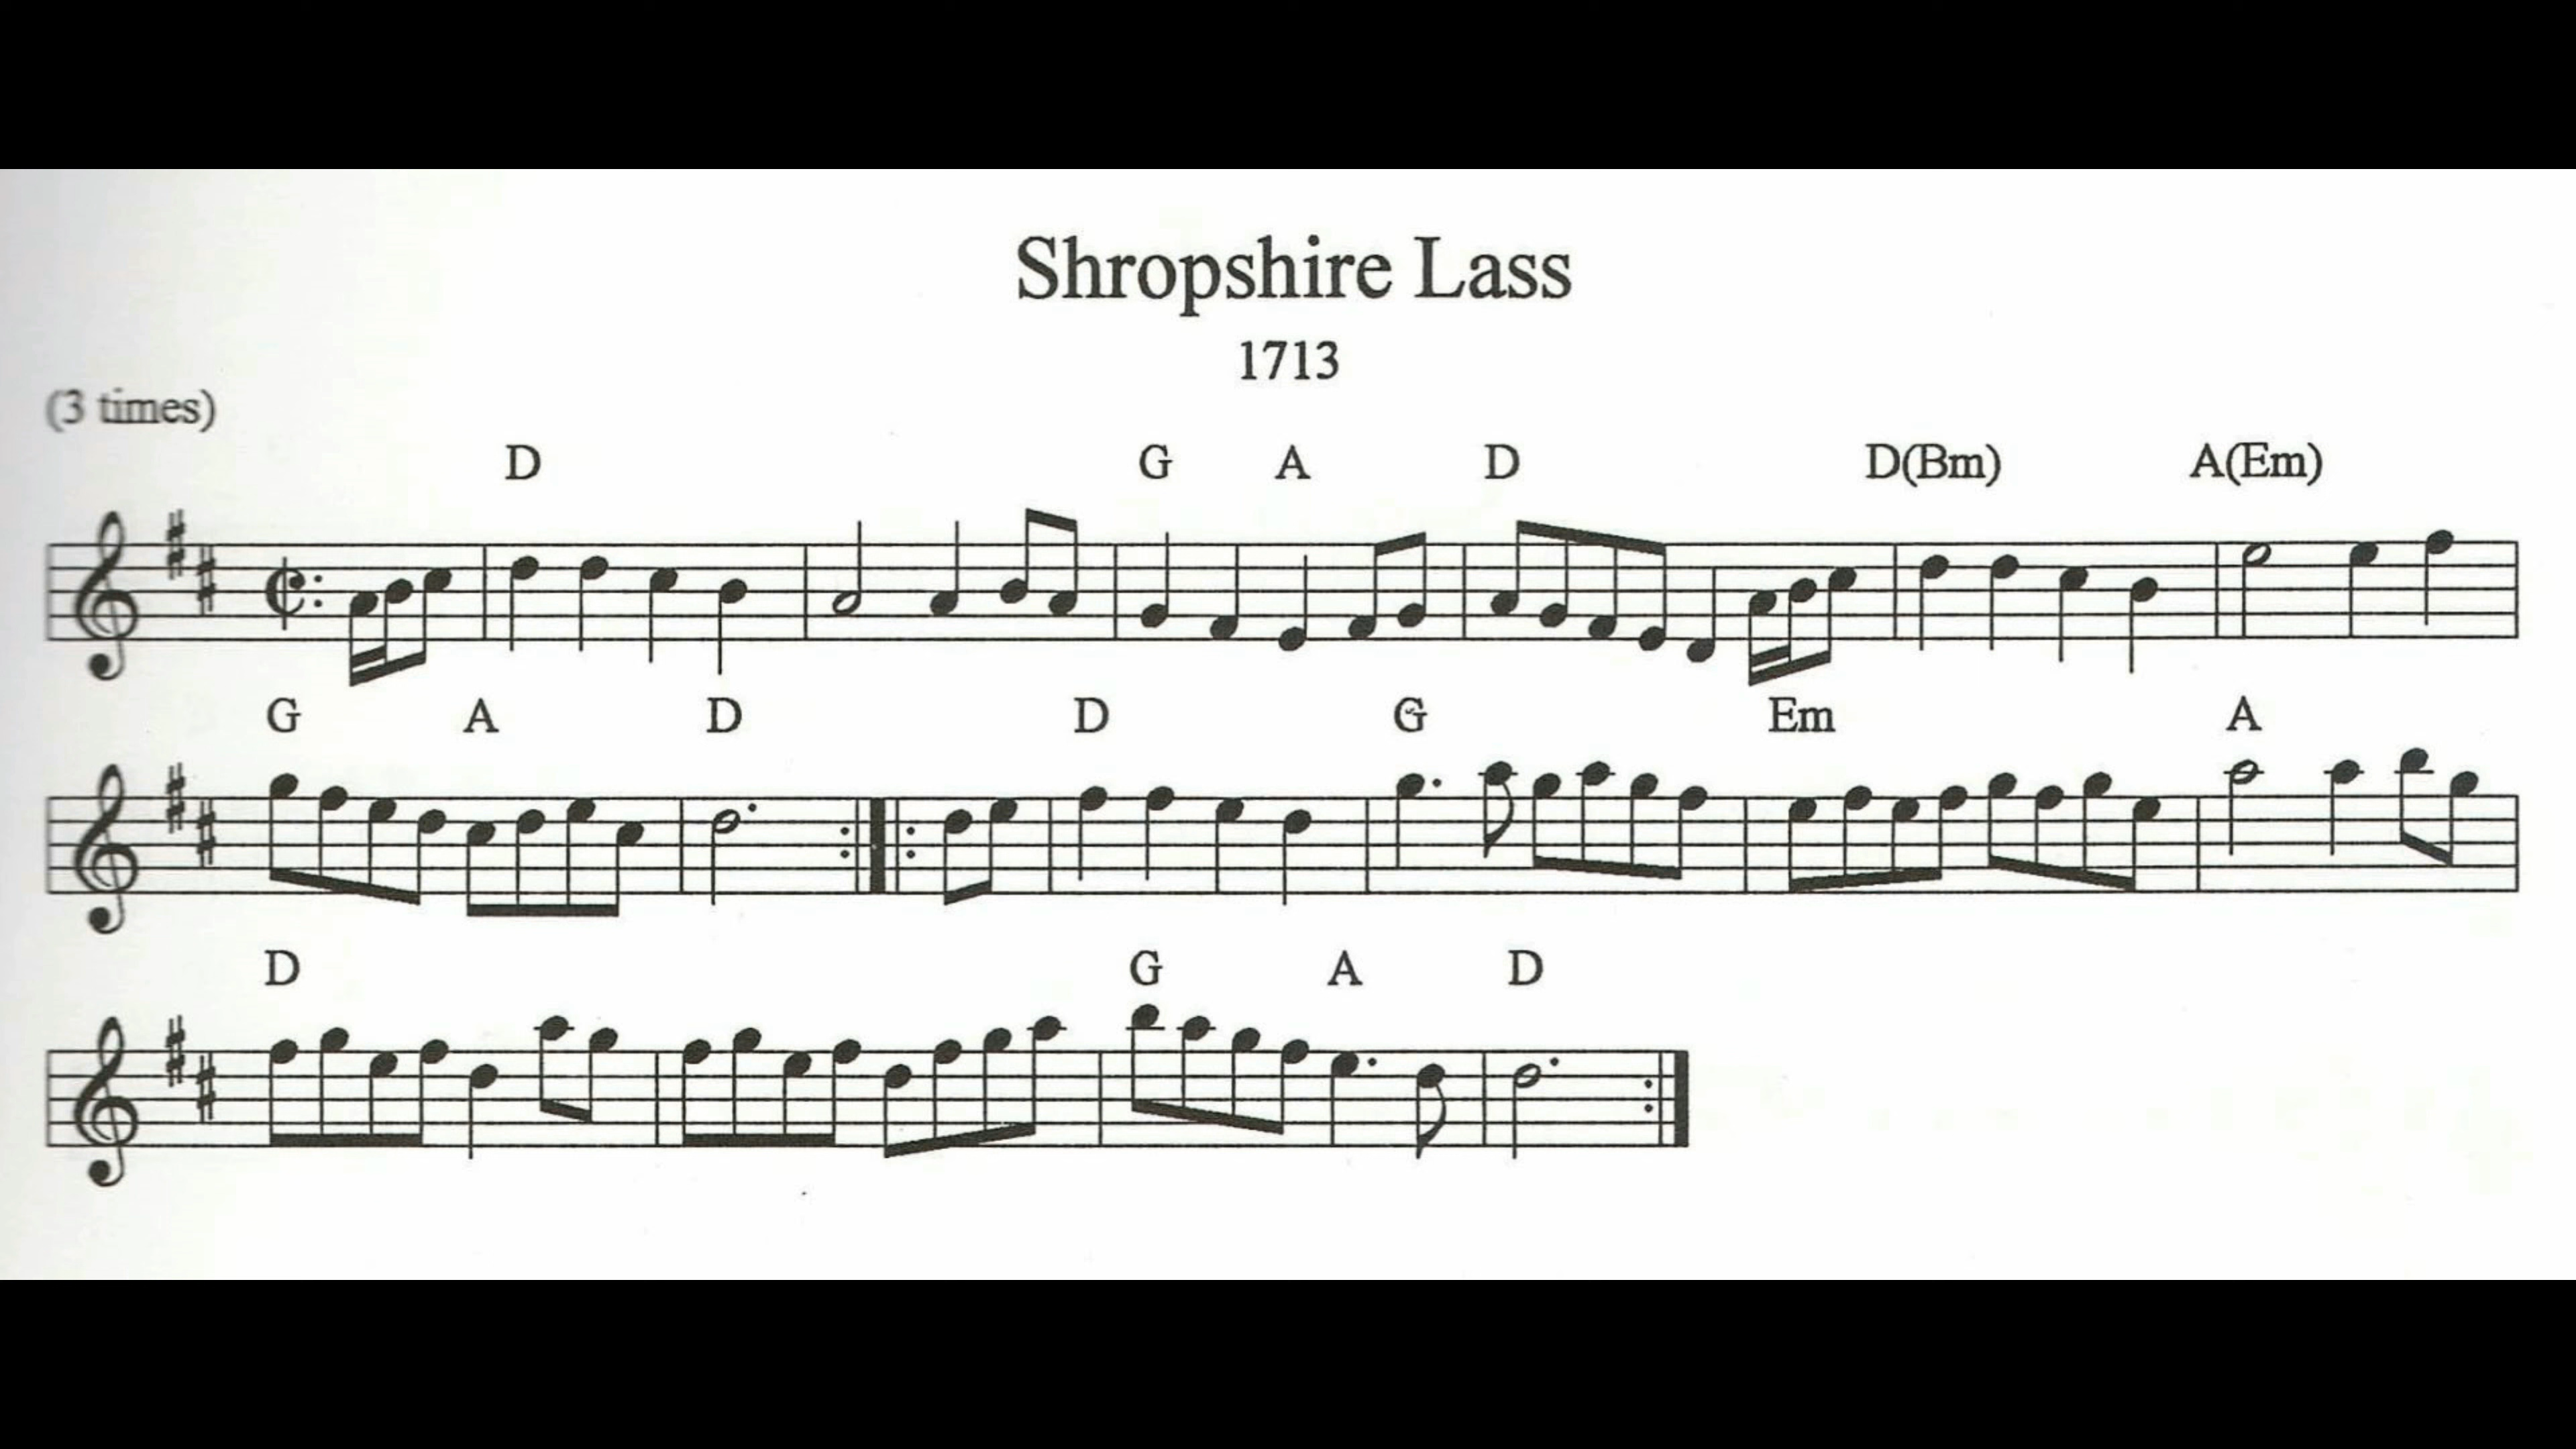 Shropshire Lass
1713
(3 times)
D G A D D(Bm) A(Em)
G A D D G Em A
D G A D